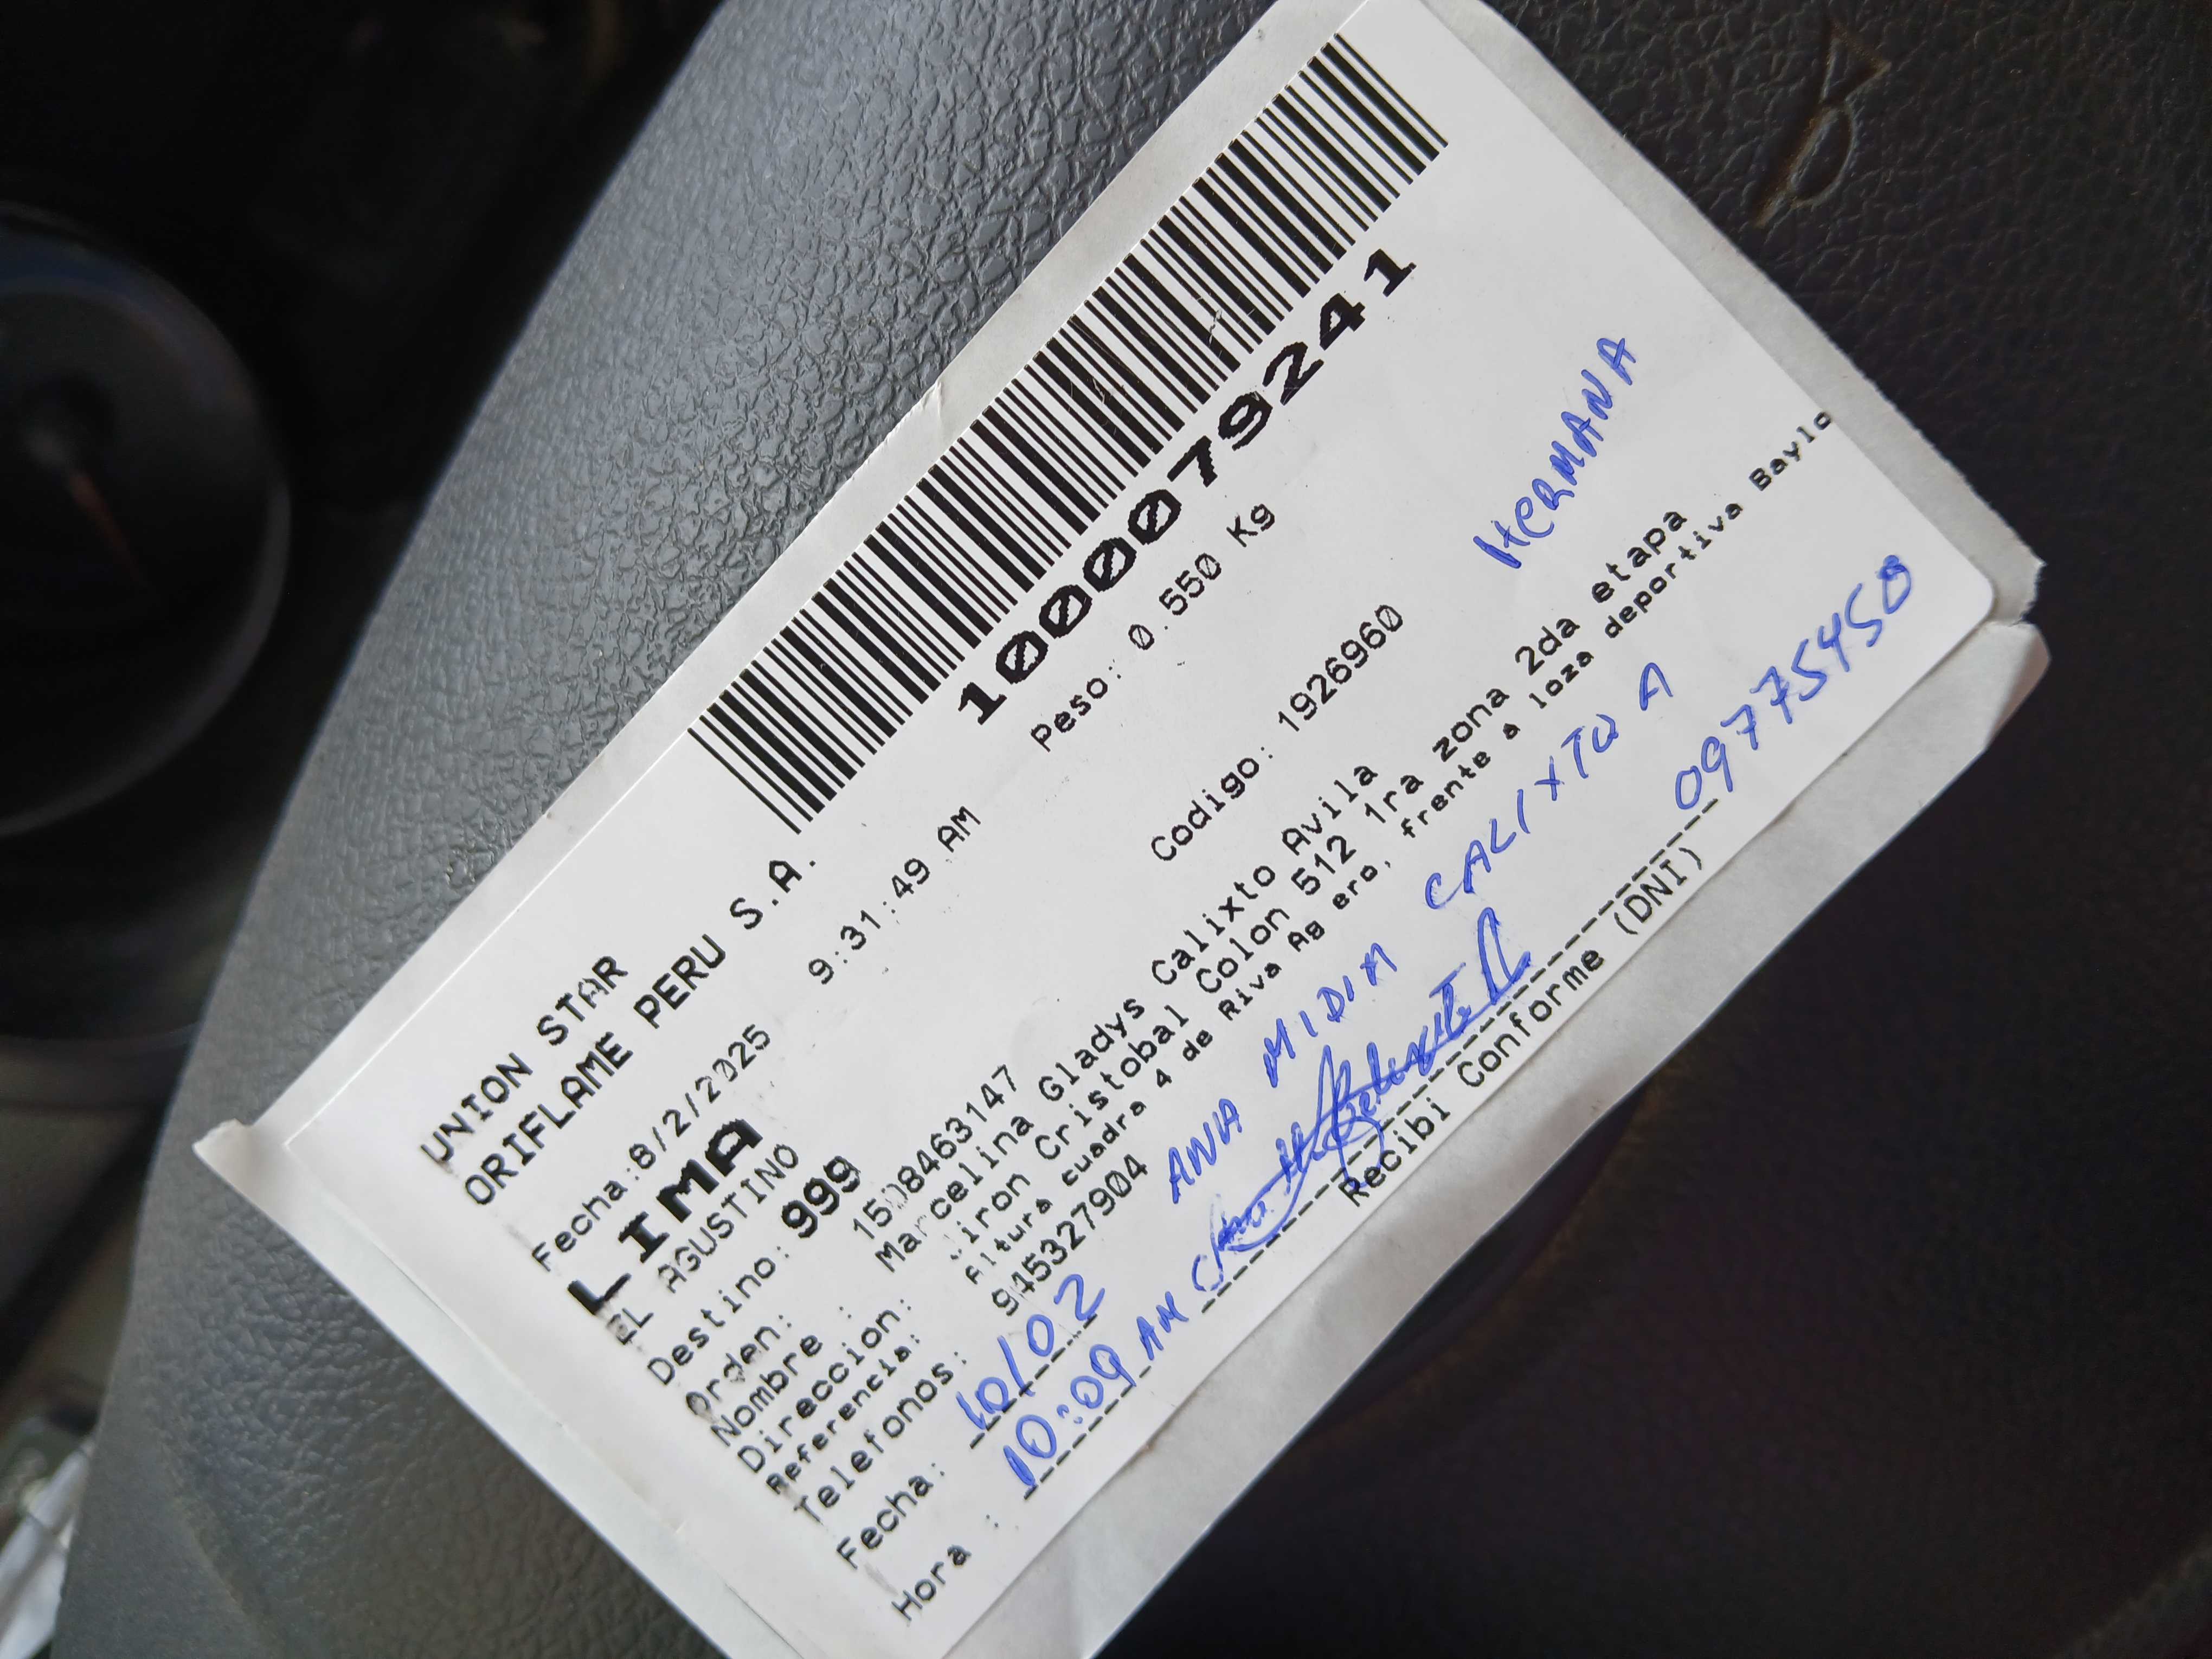 UNION STAR
ORIFLAME PERU S.A.
Fecha:8/2/2025 9:31:49 AM
1000079241
LIMA
Peso: 0.550 Kg
EL AGUSTINO
Destino: 999
Orden: 1508463147
Codigo: 1926960
HERMANA
Nombre : Marcelina Gladys Calixto Avila
Direccion: Jiron Cristobal Colon 512 1ra zona 2da etapa
Referencia: Altura cuadra 4 de Riva Ag ero, frente a loza deportiva Baylo
Telefonos: 945327904
ANA MIDIA CALIXTO A
Fecha: 10/02
09775450
Hora : 10:09 AM
Recibi Conforme (DNI)